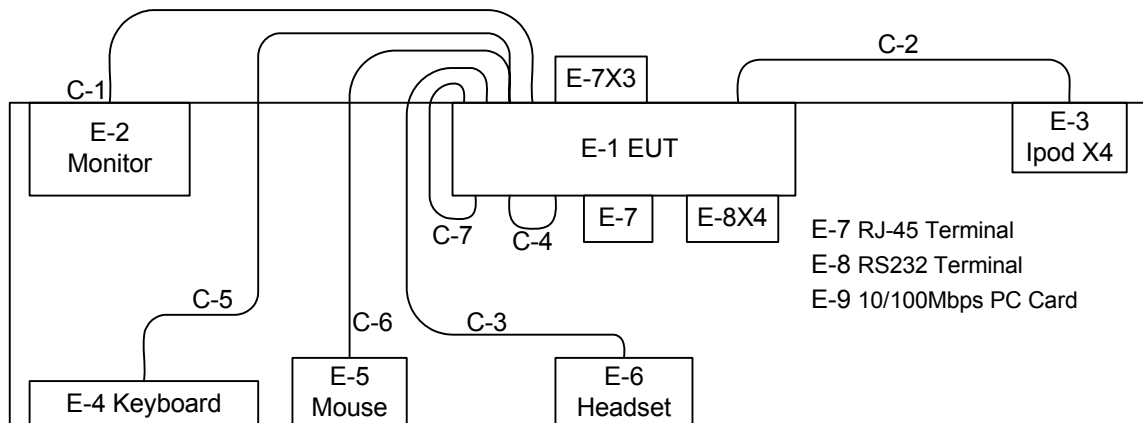 C-2
E-7X3
C-1
E-2
Monitor
E-1 EUT
E-3
Ipod X4
E-7
E-8X4
C-7
C-4
E-7 RJ-45 Terminal
E-8 RS232 Terminal
E-9 10/100Mbps PC Card
C-5
C-6
C-3
E-4 Keyboard
E-5
Mouse
E-6
Headset